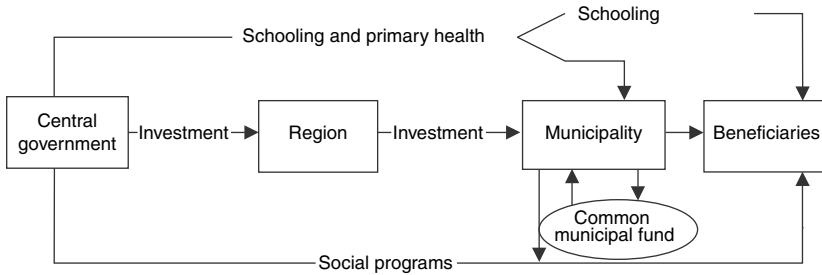 Schooling
Schooling and primary health
Central
government
Investment
Region
Investment
Municipality
Beneficiaries
Common
municipal fund
Social programs